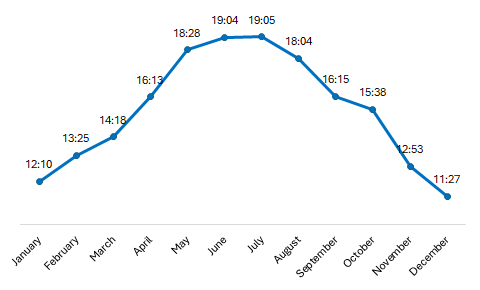 12:10
13:25
14:18
16:13
18:28
19:04
19:05
18:04
16:15
15:38
12:53
11:27
January
February
March
April
May
June
July
August
September
October
November
December